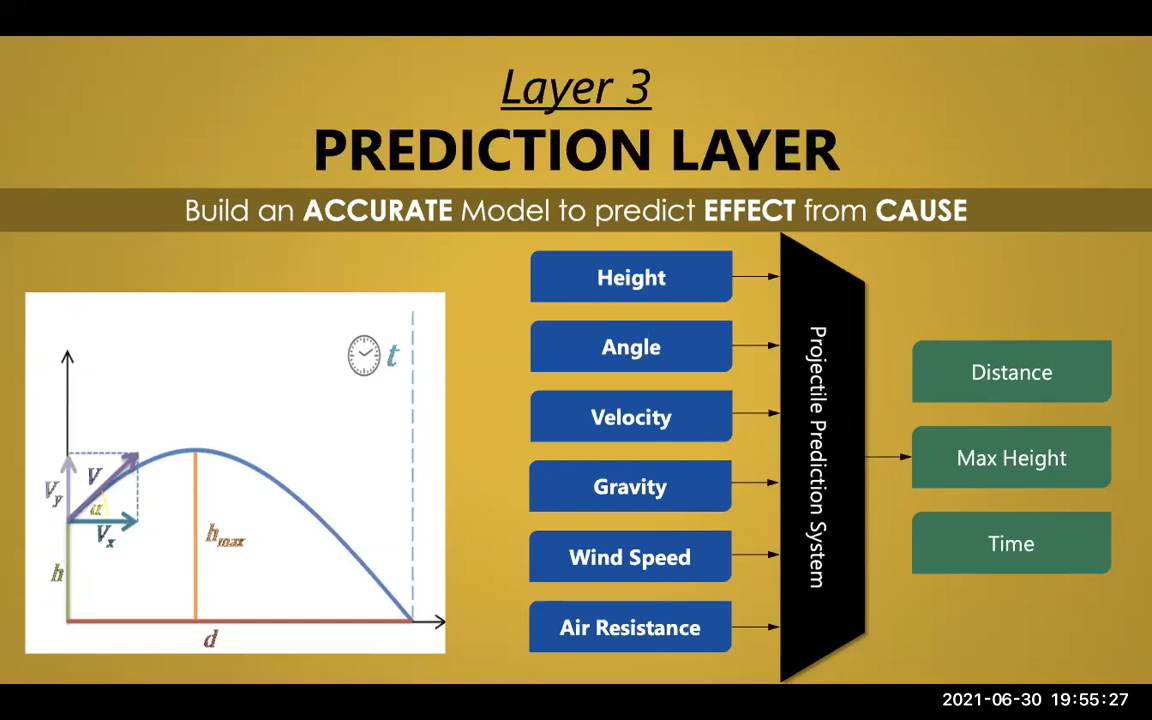 Layer 3
PREDICTION LAYER
Build an ACCURATE Model to predict EFFECT from CAUSE
t
V
Vy
α
Vx
h
hmax
d
Height
Angle
Velocity
Gravity
Wind Speed
Air Resistance
Projectile Prediction System
Distance
Max Height
Time
2021-06-30 19:55:27